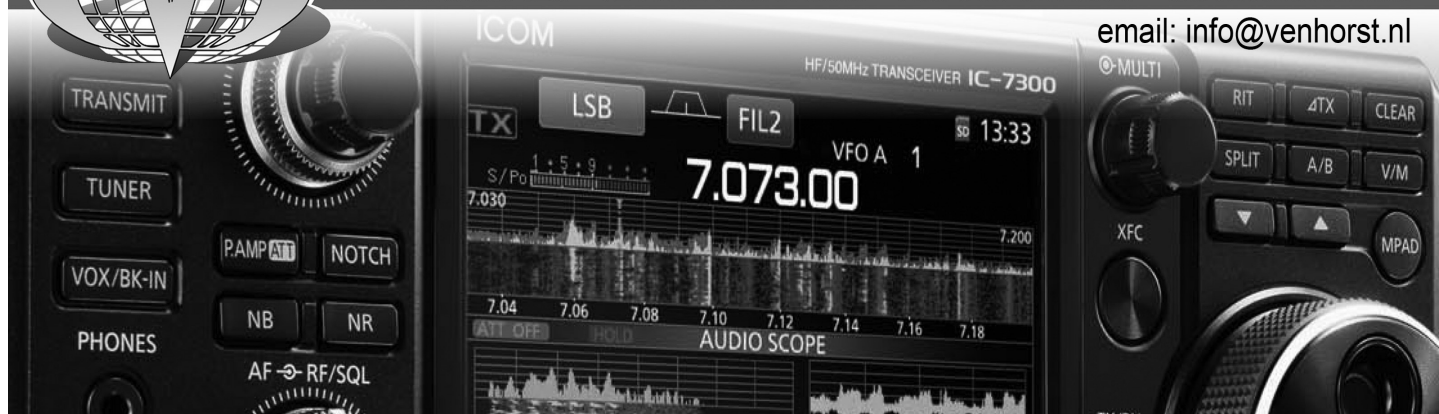 email: info@venhorst.nl
ICOM
HF/50MHz TRANSCEIVER IC-7300
MULTI
TRANSMIT
TUNER
VOX/BK-IN
PHONES
P.AMP ATT
NOTCH
NB
NR
AF RF/SQL
TX
LSB
FIL2
SD 13:33
VFO A 1
S/Po 1 • 5 • 9
7.073.00
7.030
7.200
7.04 7.06 7.08 7.10 7.12 7.14 7.16 7.18
ATT OFF
HOLD
AUDIO SCOPE
RIT
⊿TX
CLEAR
SPLIT
A/B
V/M
XFC
▼
▲
MPAD